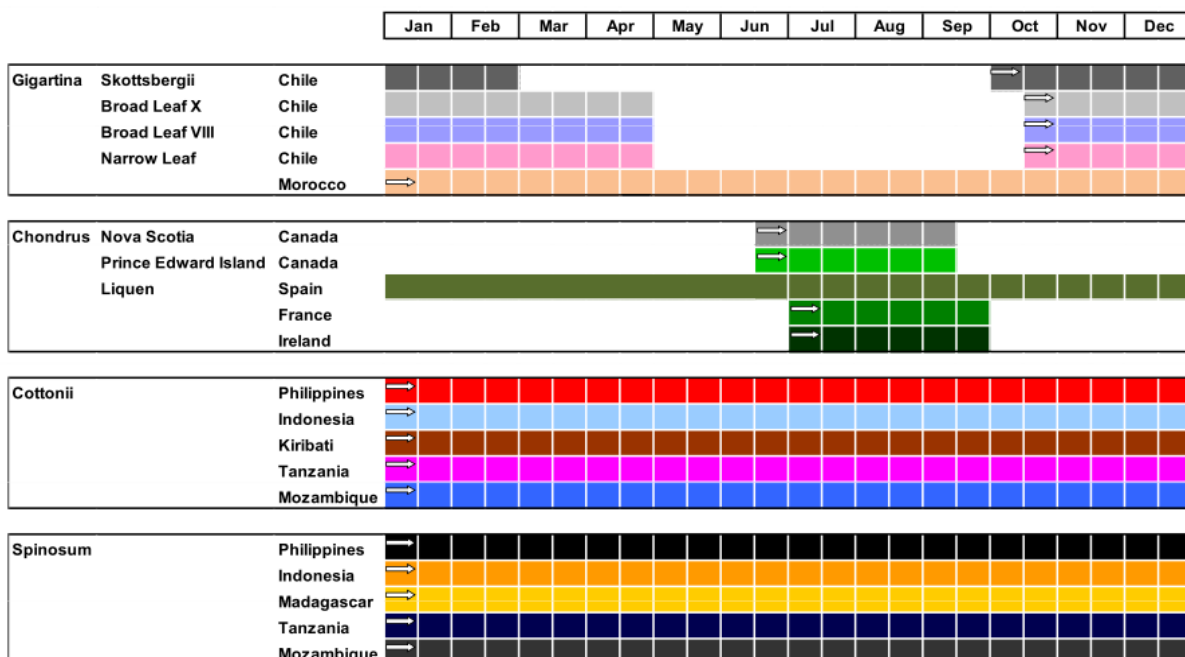 Jan Feb Mar Apr May Jun Jul Aug Sep Oct Nov Dec
Gigartina Skottsbergii Chile
Broad Leaf X Chile
Broad Leaf VIII Chile
Narrow Leaf Chile
Morocco
Chondrus Nova Scotia Canada
Prince Edward Island Canada
Liquen Spain
France
Ireland
Cottonii Philippines
Indonesia
Kiribati
Tanzania
Mozambique
Spinosum Philippines
Indonesia
Madagascar
Tanzania
Mozambique